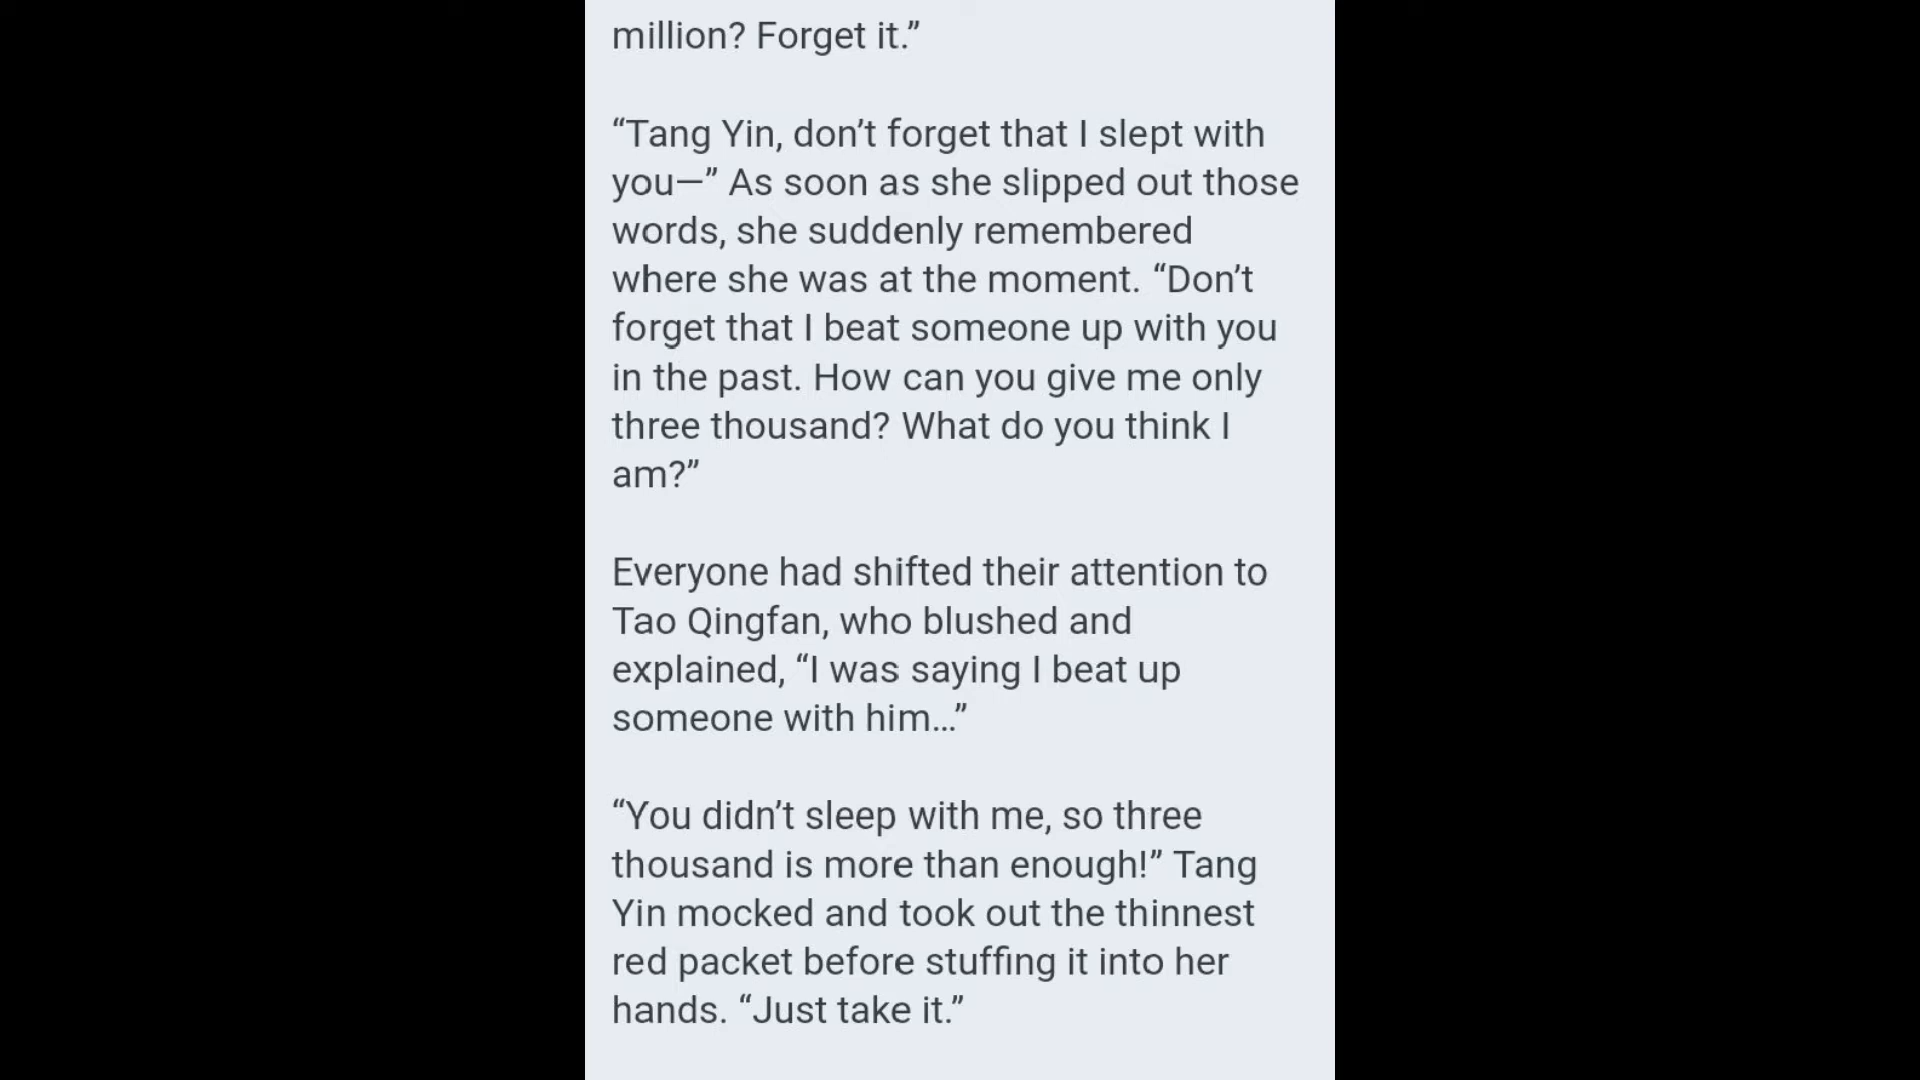 million? Forget it.”
“Tang Yin, don’t forget that I slept with
you—” As soon as she slipped out those
words, she suddenly remembered
where she was at the moment. “Don’t
forget that I beat someone up with you
in the past. How can you give me only
three thousand? What do you think I
am?”
Everyone had shifted their attention to
Tao Qingfan, who blushed and
explained, “I was saying I beat up
someone with him…”
“You didn’t sleep with me, so three
thousand is more than enough!” Tang
Yin mocked and took out the thinnest
red packet before stuffing it into her
hands. “Just take it.”